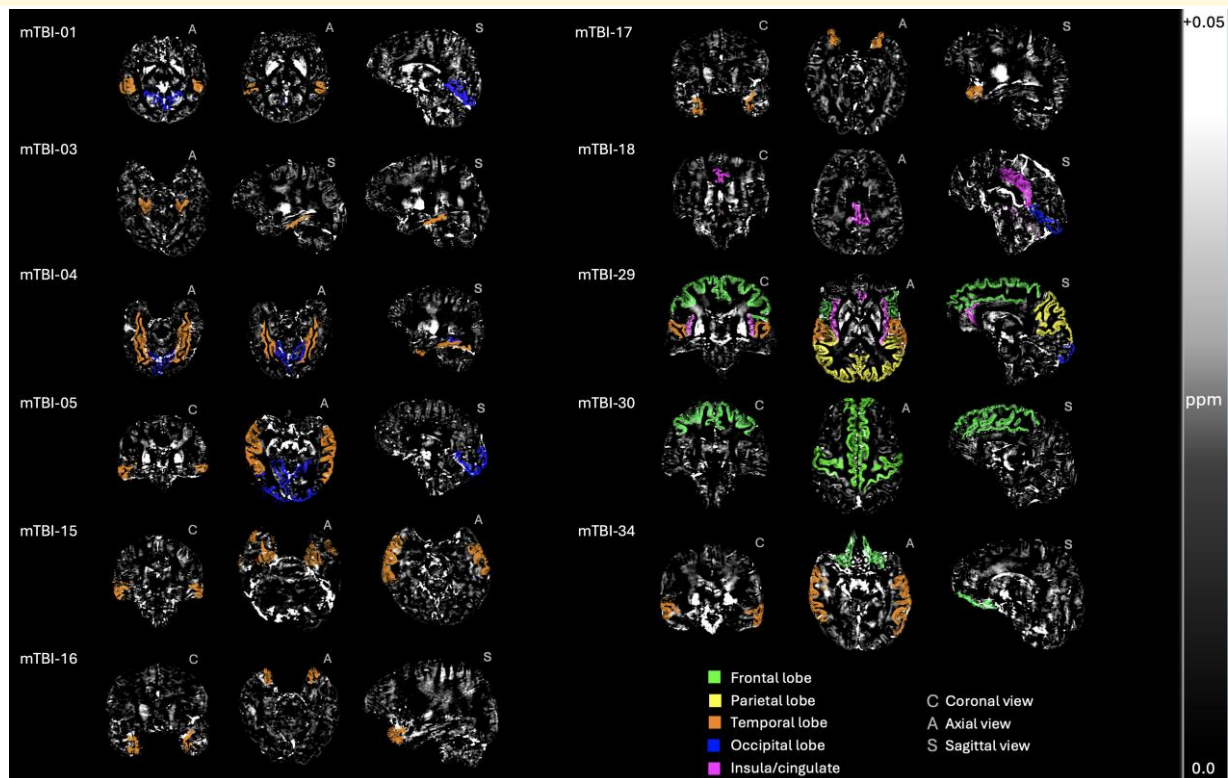 mTBI-01
A
A
S
mTBI-03
A
S
S
mTBI-04
A
A
S
mTBI-05
C
A
S
mTBI-15
C
A
A
mTBI-16
C
A
S
mTBI-17
C
A
S
mTBI-18
C
A
S
mTBI-29
C
A
S
mTBI-30
C
A
S
mTBI-34
C
A
S
Frontal lobe
Parietal lobe
Temporal lobe
Occipital lobe
Insula/cingulate
C Coronal view
A Axial view
S Sagittal view
+0.05
ppm
0.0